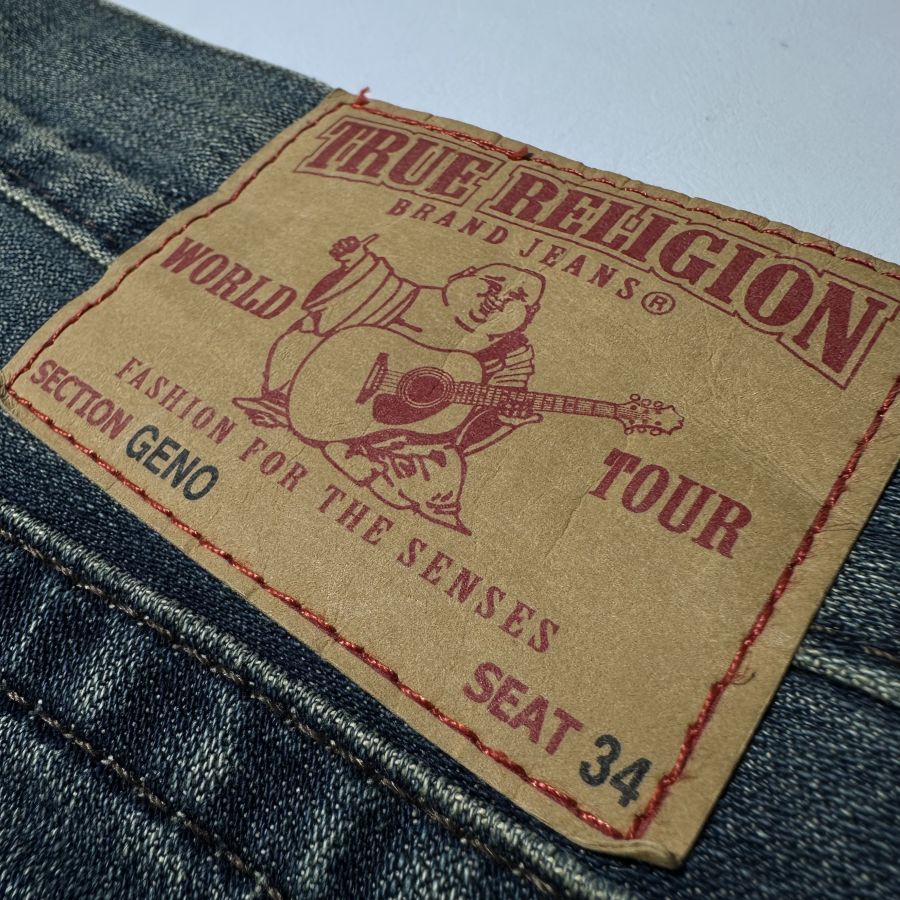 TRUE RELIGION
BRAND JEANS®
WORLD TOUR
FASHION FOR THE SENSES
SECTION GENO SEAT 34